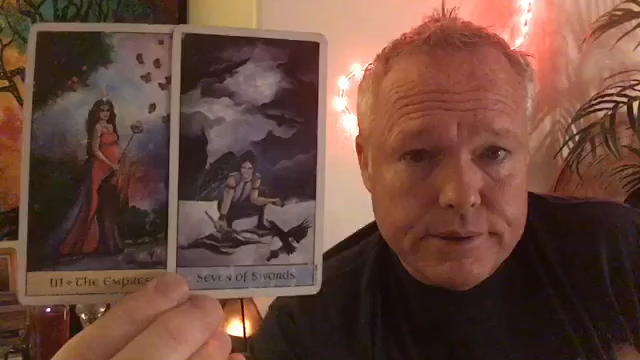 III ✦ The Empress
Seven of Swords